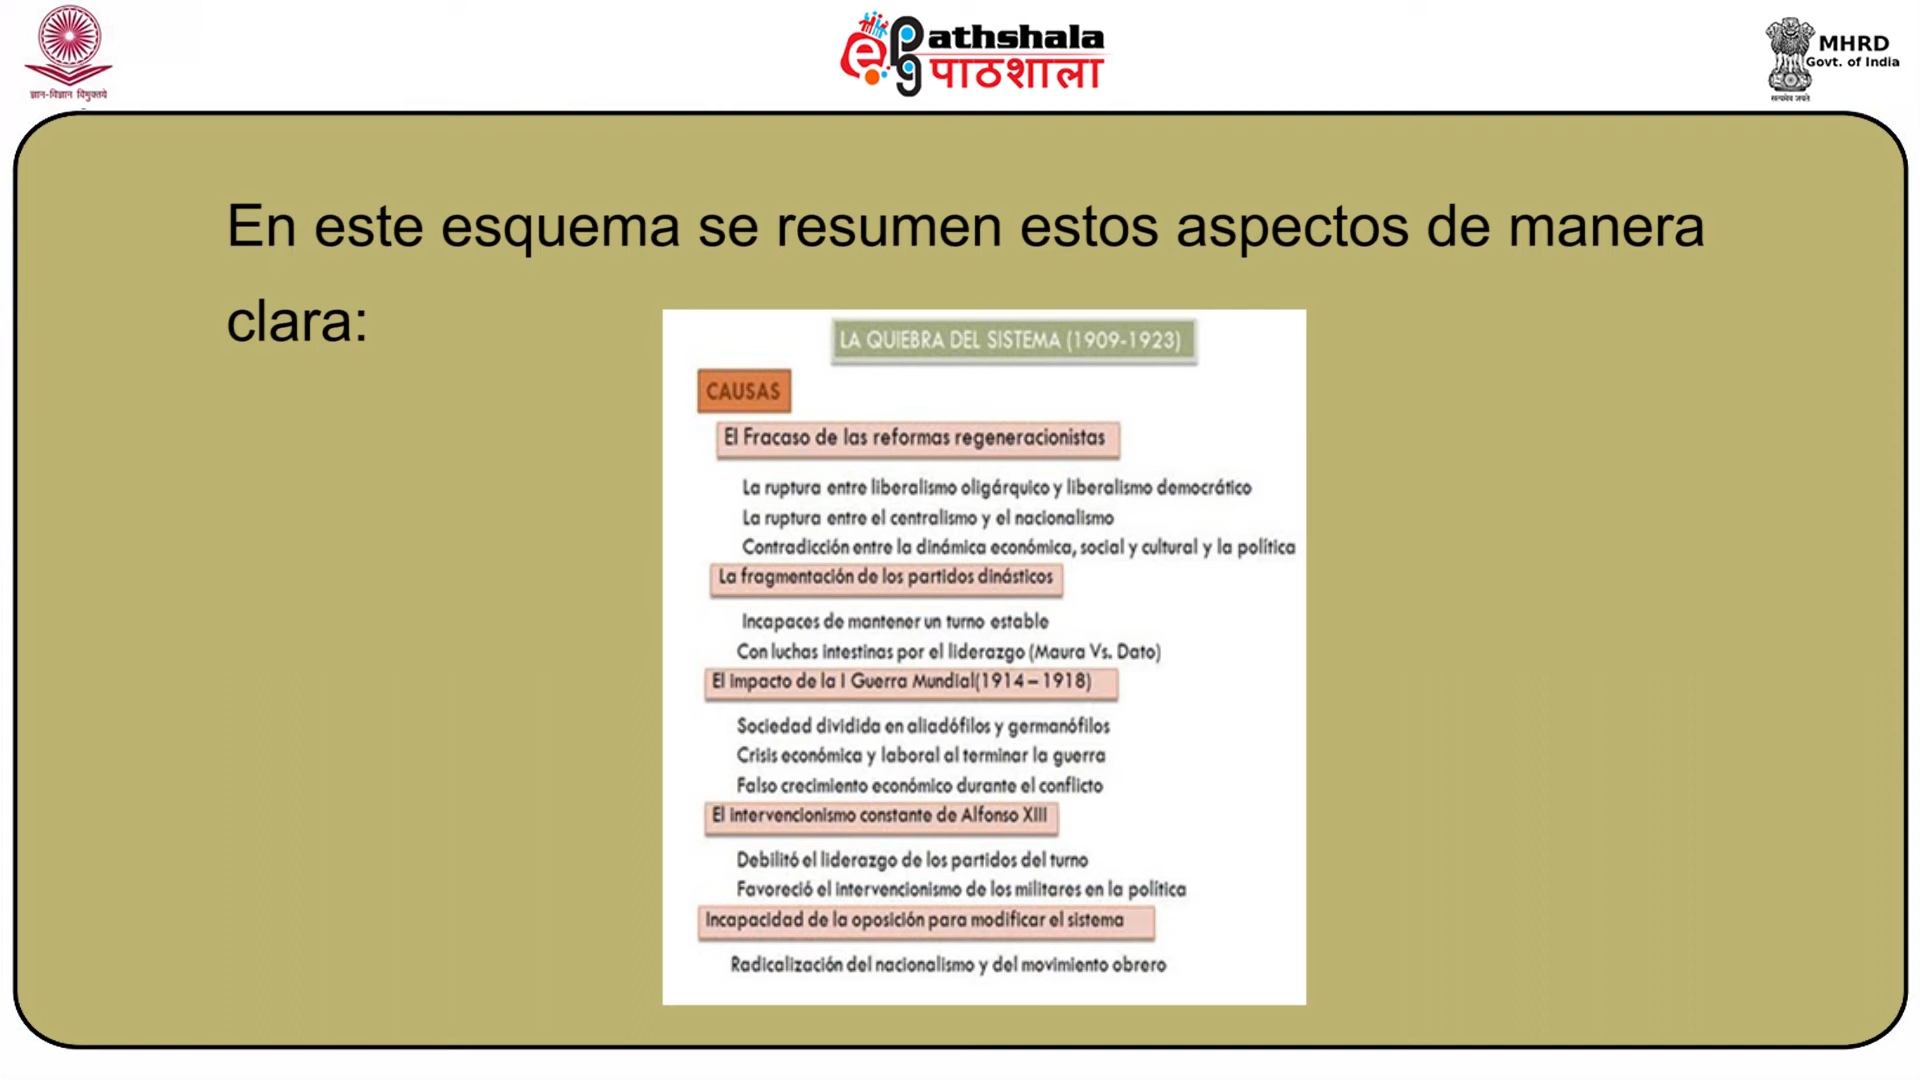 ज्ञान-विज्ञान विमुक्तये
ePG athshala
पाठशाला
MHRD
Govt. of India
सत्यमेव जयते
En este esquema se resumen estos aspectos de manera
clara:
LA QUIEBRA DEL SISTEMA (1909-1923)
CAUSAS
El Fracaso de las reformas regeneracionistas
La ruptura entre liberalismo oligárquico y liberalismo democrático
La ruptura entre el centralismo y el nacionalismo
Contradicción entre la dinámica económica, social y cultural y la política
La fragmentación de los partidos dinásticos
Incapaces de mantener un turno estable
Con luchas intestinas por el liderazgo (Maura Vs. Dato)
El impacto de la I Guerra Mundial(1914 – 1918)
Sociedad dividida en aliadófilos y germanófilos
Crisis económica y laboral al terminar la guerra
Falso crecimiento económico durante el conflicto
El intervencionismo constante de Alfonso XIII
Debilitó el liderazgo de los partidos del turno
Favoreció el intervencionismo de los militares en la política
Incapacidad de la oposición para modificar el sistema
Radicalización del nacionalismo y del movimiento obrero